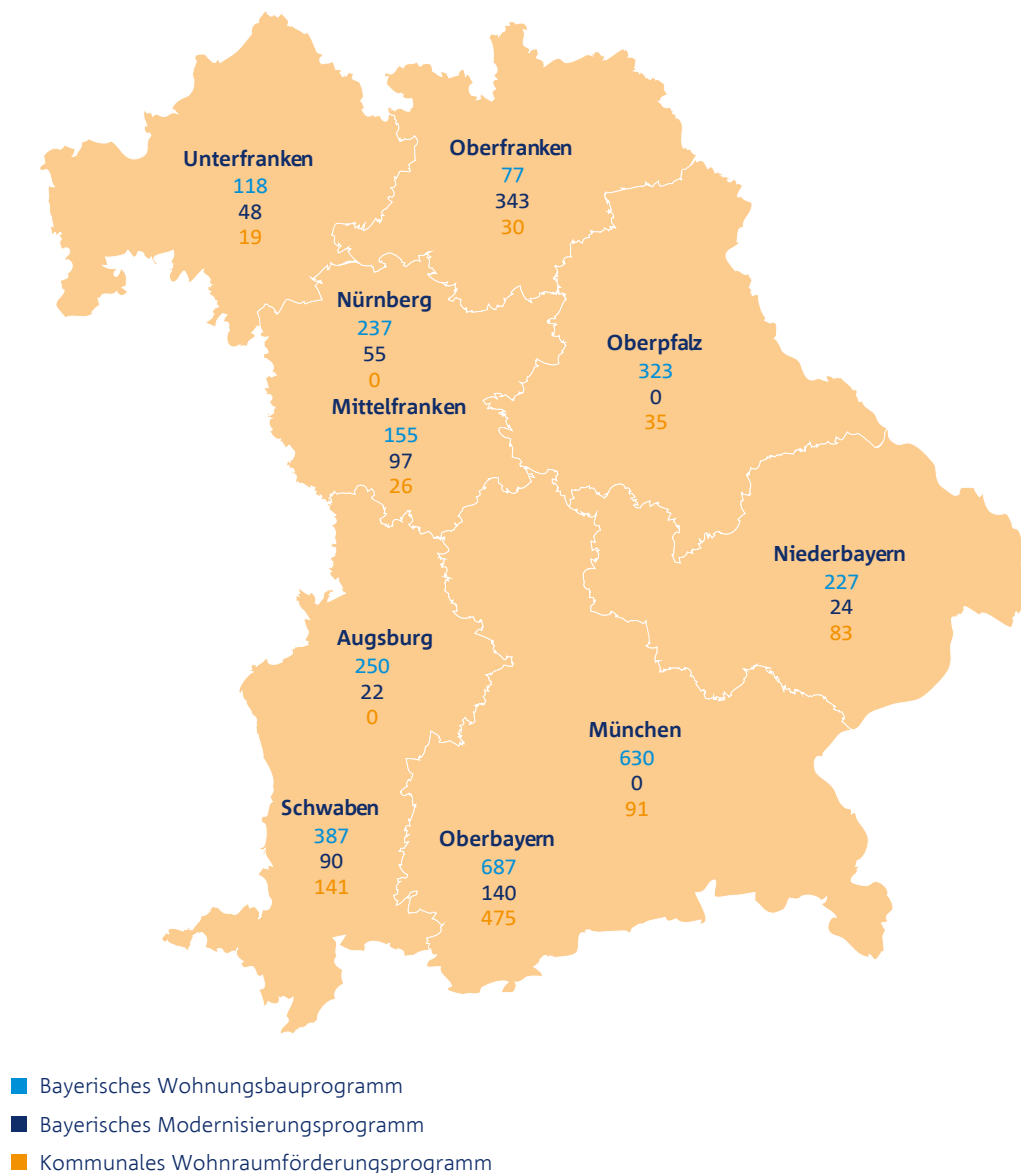 Unterfranken
118
48
19
Oberfranken
77
343
30
Nürnberg
237
55
0
Mittelfranken
155
97
26
Oberpfalz
323
0
35
Niederbayern
227
24
83
Augsburg
250
22
0
München
630
0
91
Schwaben
387
90
141
Oberbayern
687
140
475
Bayerisches Wohnungsbauprogramm
Bayerisches Modernisierungsprogramm
Kommunales Wohnraumförderungsprogramm